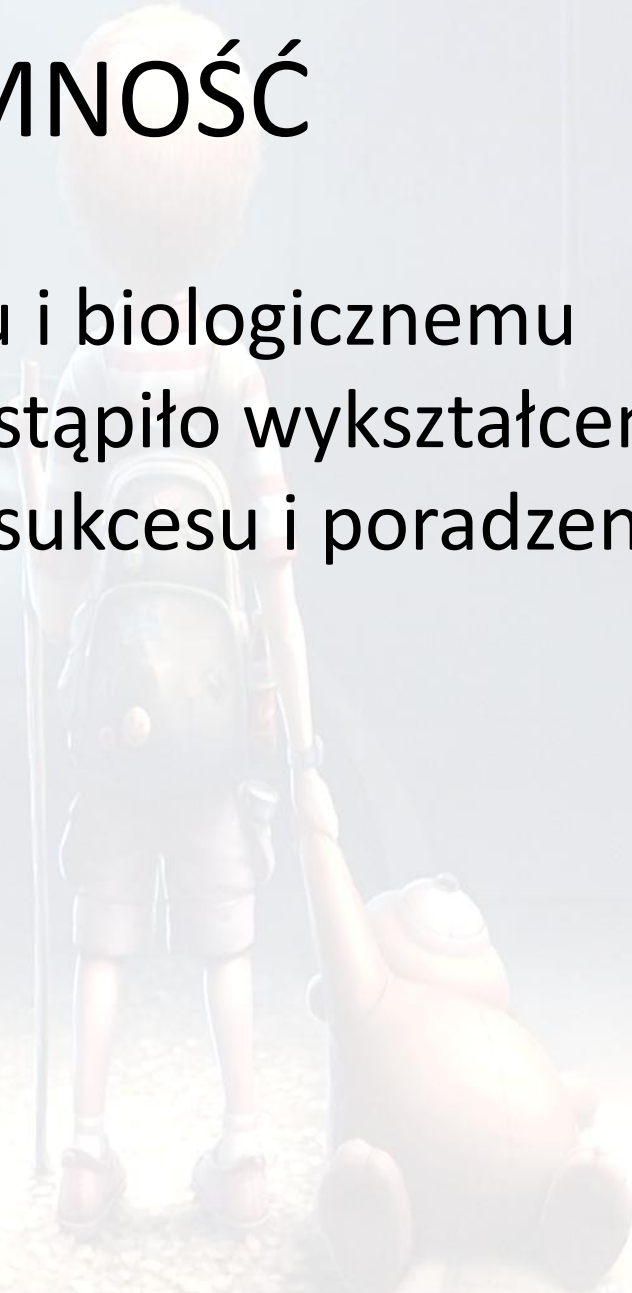 MNOŚĆ
u i biologicznemu
stąpiło wykształcen
sukcesu i poradzen